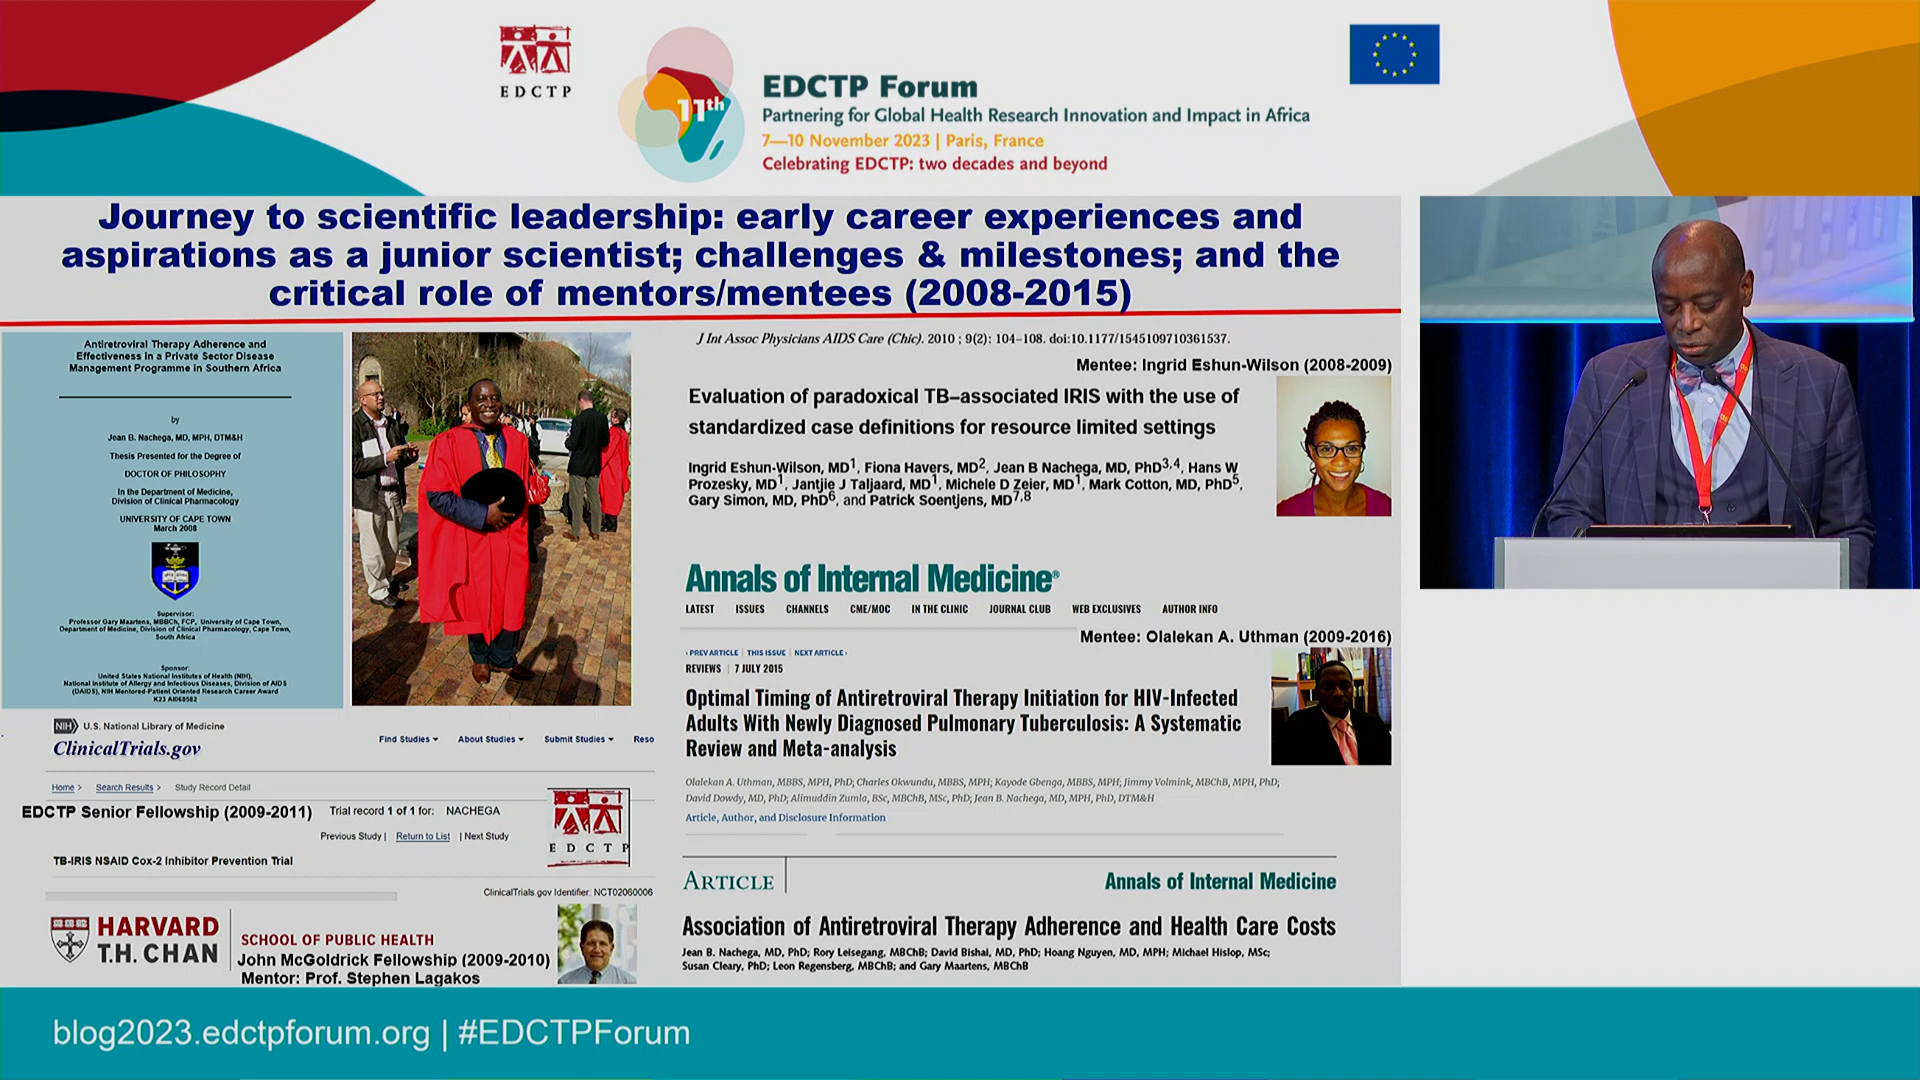 EDCTP
11th
EDCTP Forum
Partnering for Global Health Research Innovation and Impact in Africa
7—10 November 2023 | Paris, France
Celebrating EDCTP: two decades and beyond
Journey to scientific leadership: early career experiences and
aspirations as a junior scientist; challenges & milestones; and the
critical role of mentors/mentees (2008-2015)
Antiretroviral Therapy Adherence and
Effectiveness in a Private Sector Disease
Management Programme in Southern Africa
by
Jean B. Nachega, MD, MPH, DTM&H
Thesis Presented for the Degree of
DOCTOR OF PHILOSOPHY
In the Department of Medicine,
Division of Clinical Pharmacology
UNIVERSITY OF CAPE TOWN
March 2008
Supervisor:
Professor Gary Maartens, MBBCh, FCP, University of Cape Town,
Department of Medicine, Division of Clinical Pharmacology, Cape Town,
South Africa
Sponsor:
United States National Institutes of Health (NIH),
National Institute of Allergy and Infectious Diseases, Division of AIDS
(DAIDS), NIH Mentored-Patient Oriented Research Career Award
K23 AI068582
NIH U.S. National Library of Medicine
ClinicalTrials.gov
Find Studies About Studies Submit Studies Reso
Home > Search Results > Study Record Detail
EDCTP Senior Fellowship (2009-2011) Trial record 1 of 1 for: NACHEGA
Previous Study | Return to List | Next Study
EDCTP
TB-IRIS NSAID Cox-2 Inhibitor Prevention Trial
ClinicalTrials.gov Identifier: NCT02060006
HARVARD
T.H. CHAN
SCHOOL OF PUBLIC HEALTH
John McGoldrick Fellowship (2009-2010)
Mentor: Prof. Stephen Lagakos
J Int Assoc Physicians AIDS Care (Chic). 2010 ; 9(2): 104–108. doi:10.1177/1545109710361537.
Mentee: Ingrid Eshun-Wilson (2008-2009)
Evaluation of paradoxical TB–associated IRIS with the use of
standardized case definitions for resource limited settings
Ingrid Eshun-Wilson, MD1, Fiona Havers, MD2, Jean B Nachega, MD, PhD3,4, Hans W
Prozesky, MD1, Jantjie J Taljaard, MD1, Michele D Zeier, MD1, Mark Cotton, MD, PhD5,
Gary Simon, MD, PhD6, and Patrick Soentjens, MD7,8
Annals of Internal Medicine®
LATEST ISSUES CHANNELS CME/MOC IN THE CLINIC JOURNAL CLUB WEB EXCLUSIVES AUTHOR INFO
Mentee: Olalekan A. Uthman (2009-2016)
‹ PREV ARTICLE | THIS ISSUE | NEXT ARTICLE ›
REVIEWS | 7 JULY 2015
Optimal Timing of Antiretroviral Therapy Initiation for HIV-Infected
Adults With Newly Diagnosed Pulmonary Tuberculosis: A Systematic
Review and Meta-analysis
Olalekan A. Uthman, MBBS, MPH, PhD; Charles Okwundu, MBBS, MPH; Kayode Gbenga, MBBS, MPH; Jimmy Volmink, MBChB, MPH, PhD;
David Dowdy, MD, PhD; Alimuddin Zumla, BSc, MBChB, MSc, PhD; Jean B. Nachega, MD, MPH, PhD, DTM&H
Article, Author, and Disclosure Information
ARTICLE Annals of Internal Medicine
Association of Antiretroviral Therapy Adherence and Health Care Costs
Jean B. Nachega, MD, PhD; Rory Leisegang, MBChB; David Bishai, MD, PhD; Hoang Nguyen, MD, MPH; Michael Hislop, MSc;
Susan Cleary, PhD; Leon Regensberg, MBChB; and Gary Maartens, MBChB
blog2023.edctpforum.org | #EDCTPForum